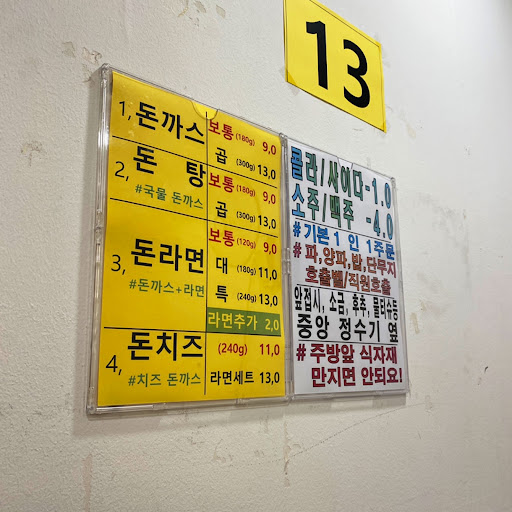 13
1, 돈까스
보통 (180g) 9,0
곱 (300g) 13,0
2, 돈 탕
#국물 돈까스
보통 (180g) 9,0
곱 (300g) 13,0
3, 돈라면
#돈까스+라면
보통 (120g) 9,0
대 (180g) 11,0
특 (240g) 13,0
라면추가 2,0
4, 돈치즈
#치즈 돈까스
(240g) 11,0
라면세트 13,0
콜라/사이다-1.0
소주/맥주 -4.0
#기본 1 인 1주문
#파,양파,밥,단무지
호출벨/직원호출
앞접시, 소금, 후추, 물티슈등
중앙 정수기 옆
# 주방앞 식자재
만지면 안되요!